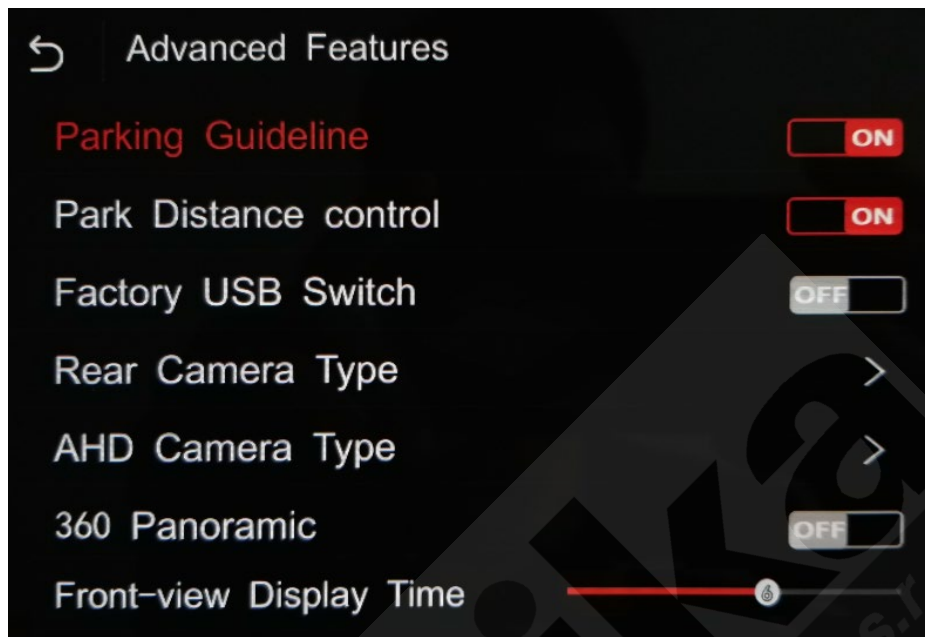 Advanced Features
Parking Guideline ON
Park Distance control ON
Factory USB Switch OFF
Rear Camera Type >
AHD Camera Type >
360 Panoramic OFF
Front-view Display Time 6